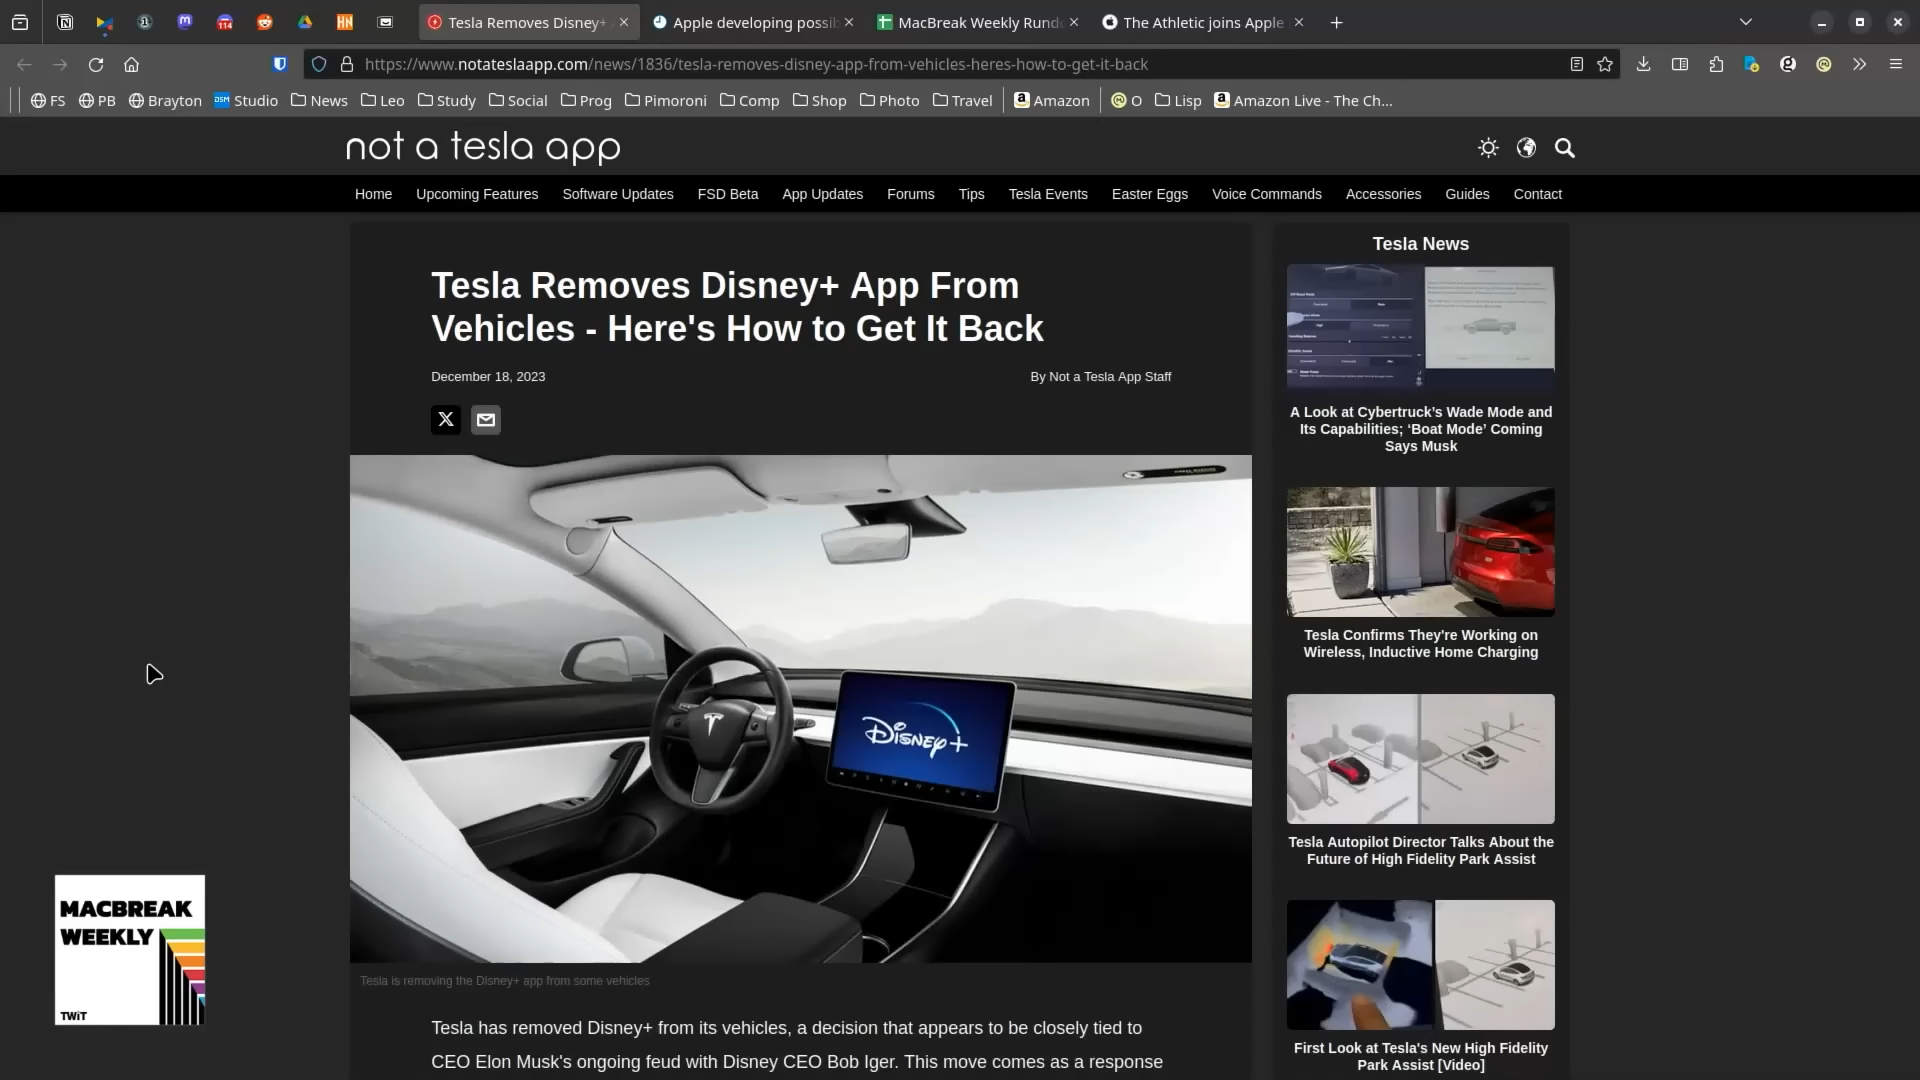 Tesla Removes Disney+
Apple developing possib
MacBreak Weekly Rund
The Athletic joins Apple
https://www.notateslaapp.com/news/1836/tesla-removes-disney-app-from-vehicles-heres-how-to-get-it-back
FS
PB
Brayton
Studio
News
Leo
Study
Social
Prog
Pimoroni
Comp
Shop
Photo
Travel
Amazon
O
Lisp
Amazon Live - The Ch...
not a tesla app
Home
Upcoming Features
Software Updates
FSD Beta
App Updates
Forums
Tips
Tesla Events
Easter Eggs
Voice Commands
Accessories
Guides
Contact
Tesla Removes Disney+ App From
Vehicles - Here's How to Get It Back
December 18, 2023
By Not a Tesla App Staff
Disney+
Tesla is removing the Disney+ app from some vehicles
Tesla has removed Disney+ from its vehicles, a decision that appears to be closely tied to
CEO Elon Musk's ongoing feud with Disney CEO Bob Iger. This move comes as a response
Tesla News
A Look at Cybertruck’s Wade Mode and
Its Capabilities; ‘Boat Mode’ Coming
Says Musk
Tesla Confirms They're Working on
Wireless, Inductive Home Charging
Tesla Autopilot Director Talks About the
Future of High Fidelity Park Assist
First Look at Tesla's New High Fidelity
Park Assist [Video]
MACBREAK
WEEKLY
TWiT